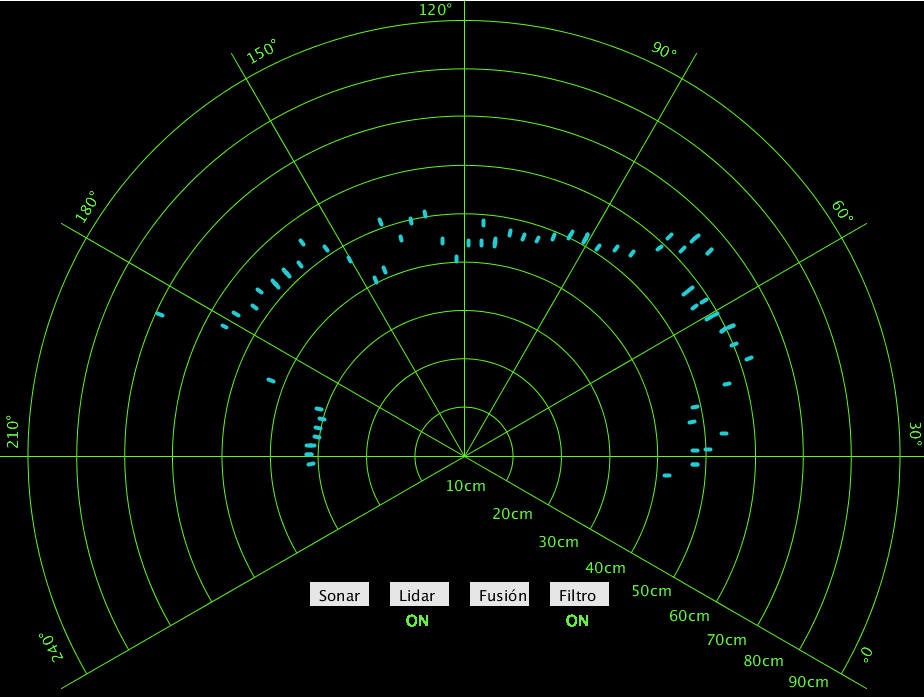 120°
150°
90°
180°
60°
210°
30°
10cm
20cm
30cm
40cm
50cm
60cm
70cm
80cm
90cm
240°
0°
Sonar
Lidar
Fusión
Filtro
ON
ON